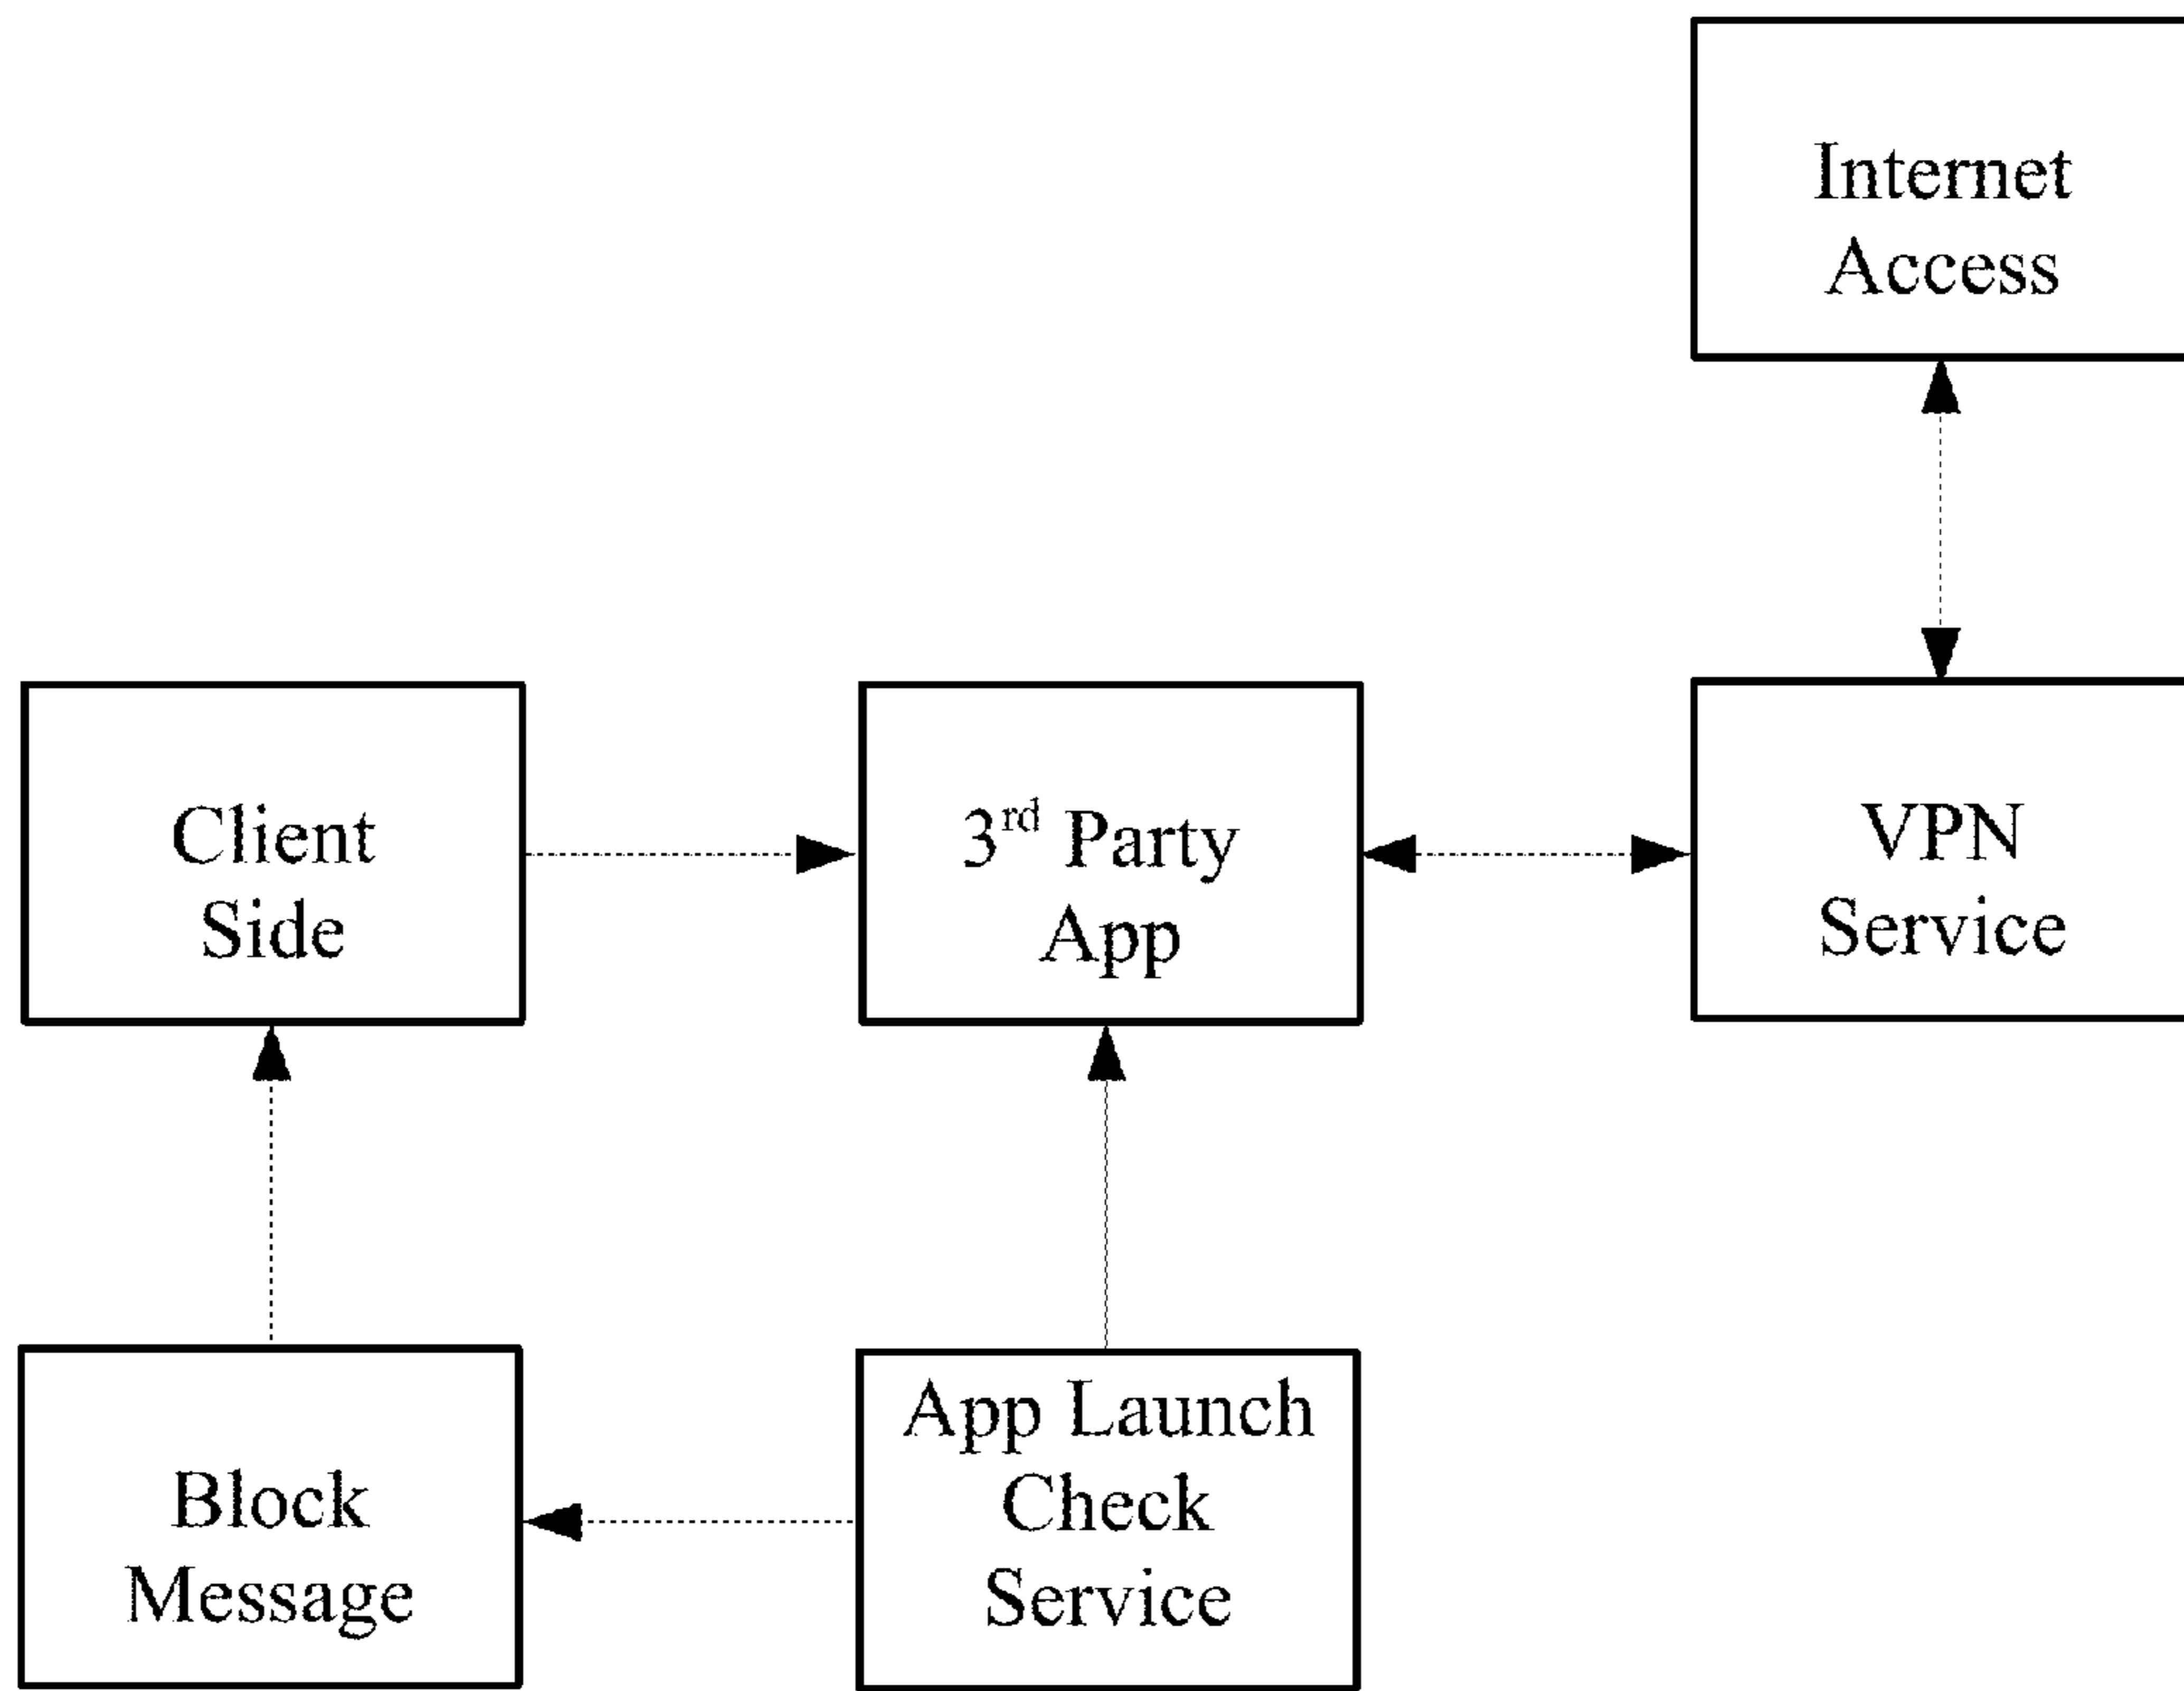 Internet
Access
Client
Side
3rd Party
App
VPN
Service
Block
Message
App Launch
Check
Service